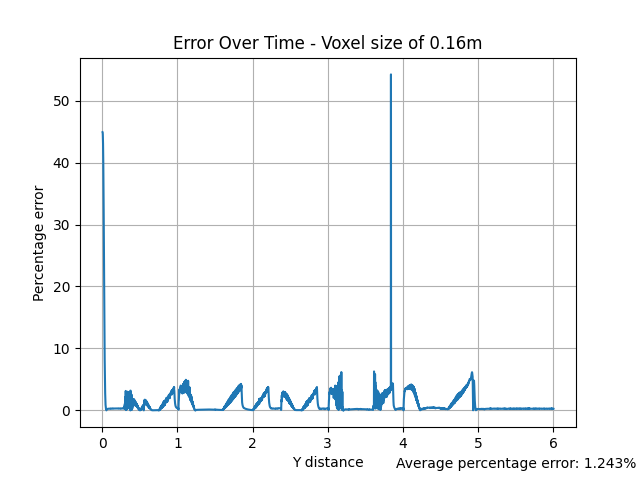 Error Over Time - Voxel size of 0.16m
Percentage error
50
40
30
20
10
0
0 1 2 3 4 5 6
Y distance
Average percentage error: 1.243%